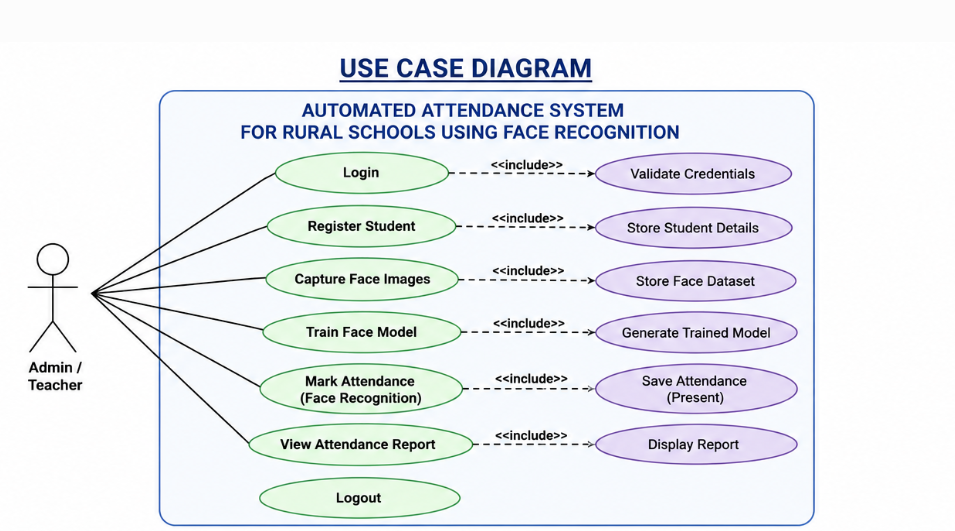 USE CASE DIAGRAM
AUTOMATED ATTENDANCE SYSTEM
FOR RURAL SCHOOLS USING FACE RECOGNITION
Login
<<include>>
Validate Credentials
Register Student
<<include>>
Store Student Details
Capture Face Images
<<include>>
Store Face Dataset
Train Face Model
<<include>>
Generate Trained Model
Admin /
Teacher
Mark Attendance
(Face Recognition)
<<include>>
Save Attendance
(Present)
View Attendance Report
<<include>>
Display Report
Logout